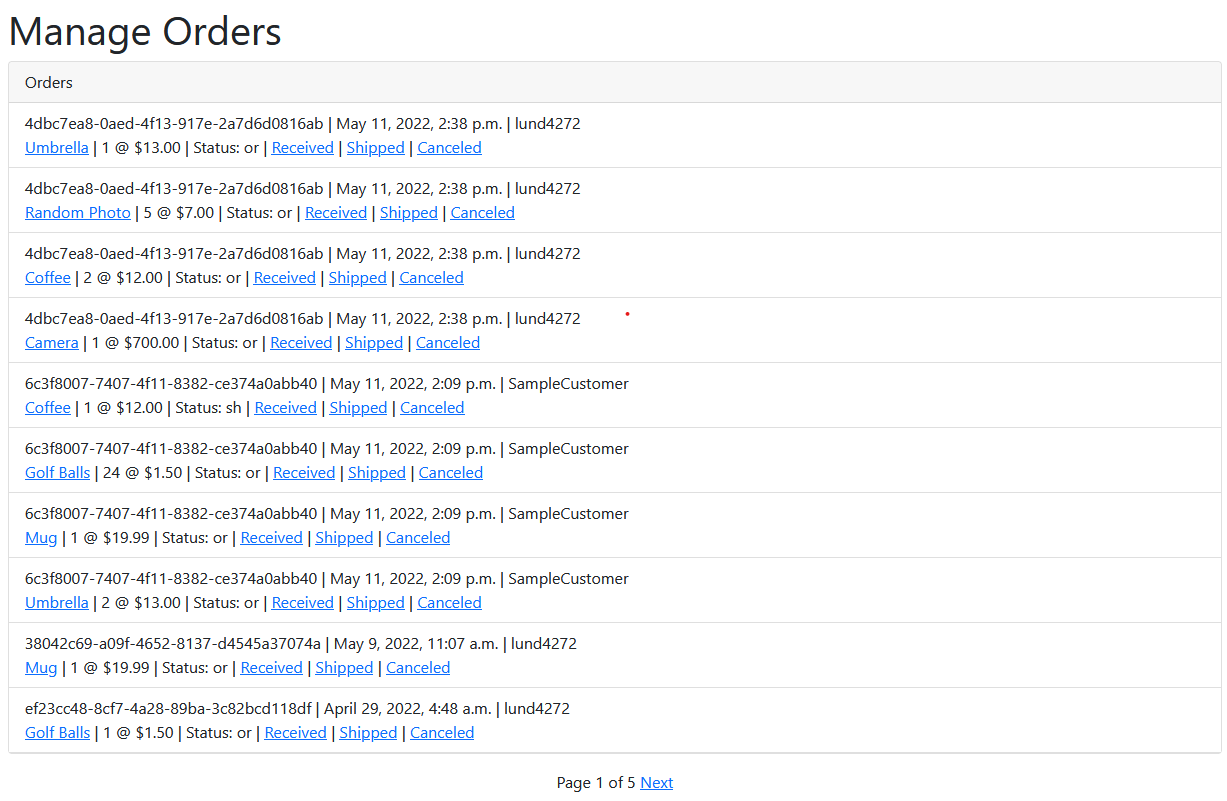 Manage Orders
Orders
4dbc7ea8-0aed-4f13-917e-2a7d6d0816ab | May 11, 2022, 2:38 p.m. | lund4272
Umbrella | 1 @ $13.00 | Status: or | Received | Shipped | Canceled
4dbc7ea8-0aed-4f13-917e-2a7d6d0816ab | May 11, 2022, 2:38 p.m. | lund4272
Random Photo | 5 @ $7.00 | Status: or | Received | Shipped | Canceled
4dbc7ea8-0aed-4f13-917e-2a7d6d0816ab | May 11, 2022, 2:38 p.m. | lund4272
Coffee | 2 @ $12.00 | Status: or | Received | Shipped | Canceled
4dbc7ea8-0aed-4f13-917e-2a7d6d0816ab | May 11, 2022, 2:38 p.m. | lund4272
Camera | 1 @ $700.00 | Status: or | Received | Shipped | Canceled
6c3f8007-7407-4f11-8382-ce374a0abb40 | May 11, 2022, 2:09 p.m. | SampleCustomer
Coffee | 1 @ $12.00 | Status: sh | Received | Shipped | Canceled
6c3f8007-7407-4f11-8382-ce374a0abb40 | May 11, 2022, 2:09 p.m. | SampleCustomer
Golf Balls | 24 @ $1.50 | Status: or | Received | Shipped | Canceled
6c3f8007-7407-4f11-8382-ce374a0abb40 | May 11, 2022, 2:09 p.m. | SampleCustomer
Mug | 1 @ $19.99 | Status: or | Received | Shipped | Canceled
6c3f8007-7407-4f11-8382-ce374a0abb40 | May 11, 2022, 2:09 p.m. | SampleCustomer
Umbrella | 2 @ $13.00 | Status: or | Received | Shipped | Canceled
38042c69-a09f-4652-8137-d4545a37074a | May 9, 2022, 11:07 a.m. | lund4272
Mug | 1 @ $19.99 | Status: or | Received | Shipped | Canceled
ef23cc48-8cf7-4a28-89ba-3c82bcd118df | April 29, 2022, 4:48 a.m. | lund4272
Golf Balls | 1 @ $1.50 | Status: or | Received | Shipped | Canceled
Page 1 of 5 Next